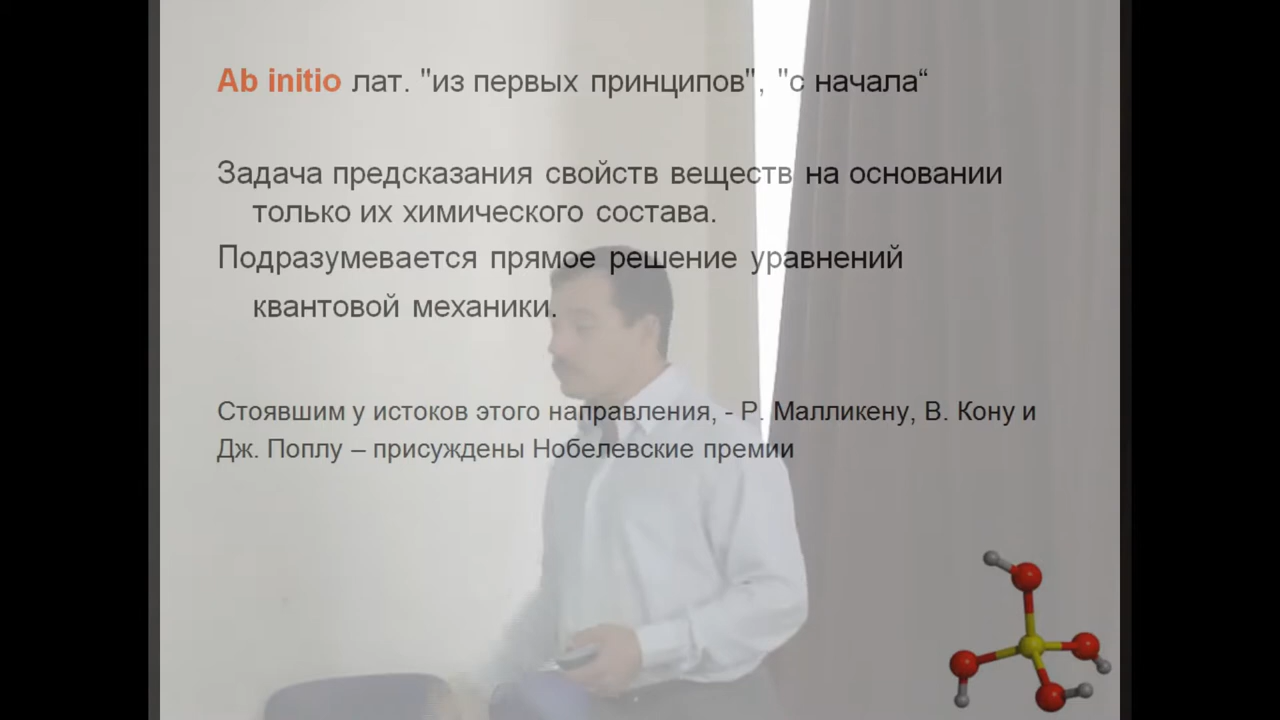 Ab initio лат. "из первых принципов", "с начала“
Задача предсказания свойств веществ на основании
только их химического состава.
Подразумевается прямое решение уравнений
квантовой механики.
Стоявшим у истоков этого направления, - Р. Малликену, В. Кону и
Дж. Поплу – присуждены Нобелевские премии